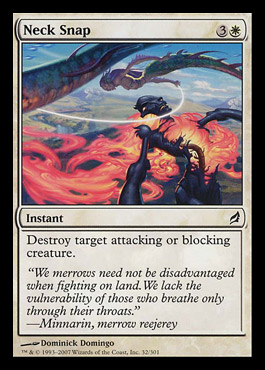 Neck Snap 3
Instant
Destroy target attacking or blocking
creature.
“We merrows need not be disadvantaged
when fighting on land. We lack the
vulnerability of those who breathe only
through their throats.”
—Minnarin, merrow reejerey
Dominick Domingo
™ & © 1993–2007 Wizards of the Coast, Inc. 32/301